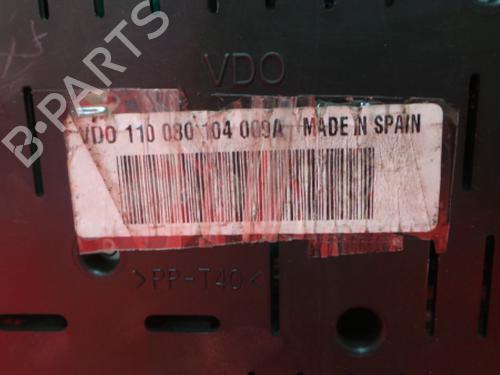 B-PARTS
VDO
VDO 110 080 104 009A MADE IN SPAIN
>PP-T40<